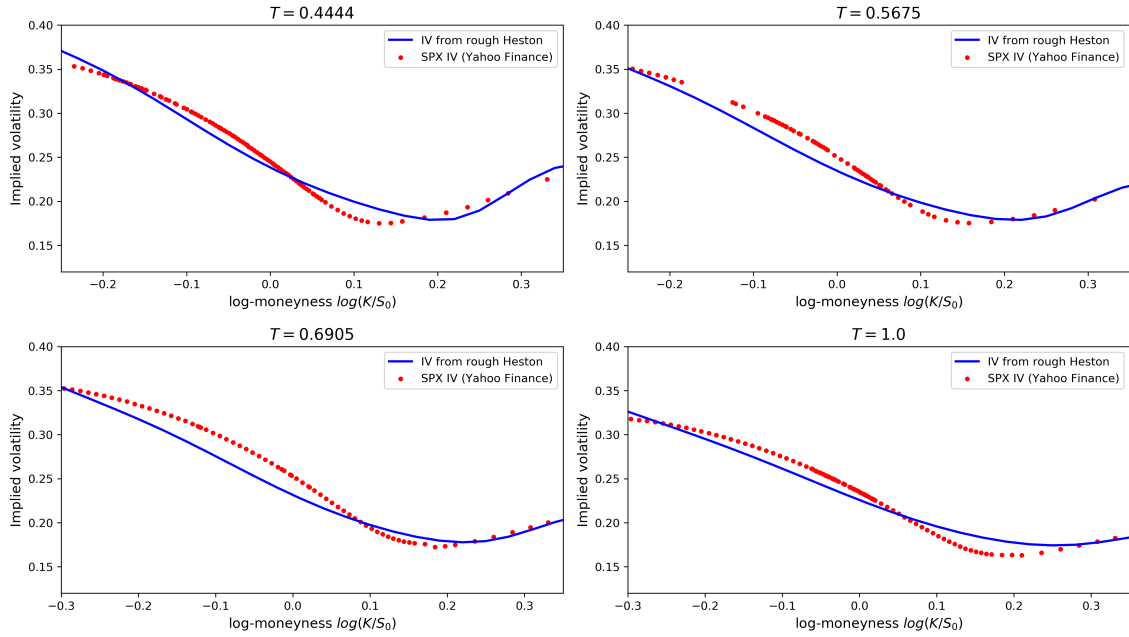 T = 0.4444
Implied volatility
0.40
0.35
0.30
0.25
0.20
0.15
IV from rough Heston
SPX IV (Yahoo Finance)
−0.2
−0.1
0.0
0.1
0.2
0.3
log-moneyness log(K/S₀)
T = 0.5675
Implied volatility
0.40
0.35
0.30
0.25
0.20
0.15
IV from rough Heston
SPX IV (Yahoo Finance)
−0.2
−0.1
0.0
0.1
0.2
0.3
log-moneyness log(K/S₀)
T = 0.6905
Implied volatility
0.40
0.35
0.30
0.25
0.20
0.15
IV from rough Heston
SPX IV (Yahoo Finance)
−0.3
−0.2
−0.1
0.0
0.1
0.2
0.3
log-moneyness log(K/S₀)
T = 1.0
Implied volatility
0.40
0.35
0.30
0.25
0.20
0.15
IV from rough Heston
SPX IV (Yahoo Finance)
−0.3
−0.2
−0.1
0.0
0.1
0.2
0.3
log-moneyness log(K/S₀)